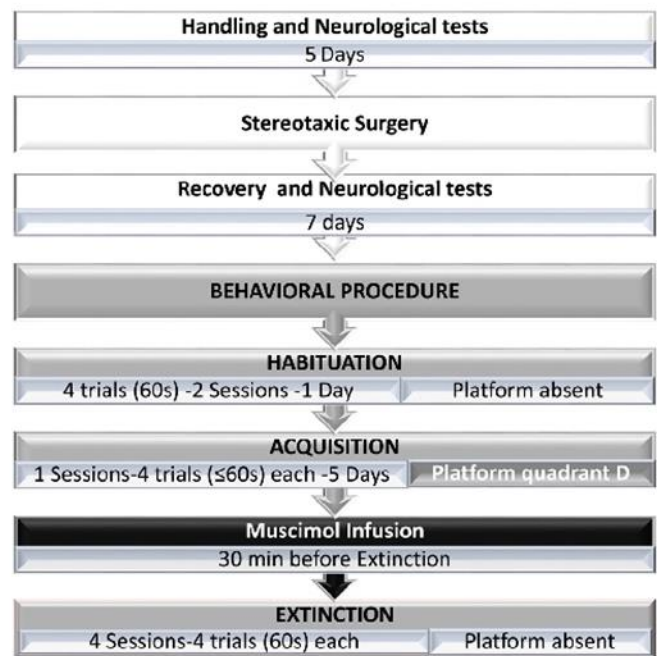 Handling and Neurological tests
5 Days
Stereotaxic Surgery
Recovery and Neurological tests
7 days
BEHAVIORAL PROCEDURE
HABITUATION
4 trials (60s) -2 Sessions -1 Day Platform absent
ACQUISITION
1 Sessions-4 trials (≤60s) each -5 Days Platform quadrant D
Muscimol Infusion
30 min before Extinction
EXTINCTION
4 Sessions-4 trials (60s) each Platform absent